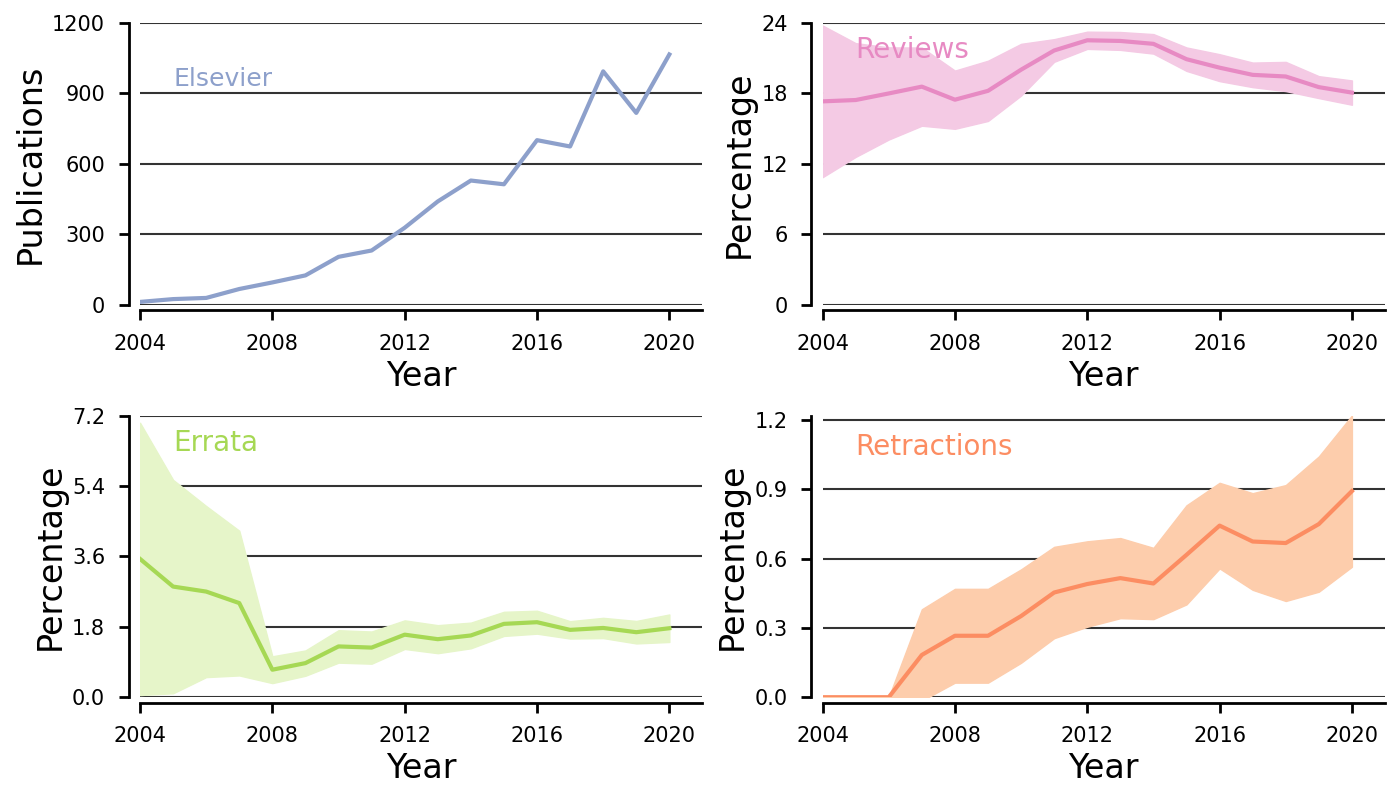 Publications
1200
900
600
300
0
Elsevier
2004 2008 2012 2016 2020
Year
Percentage
24
18
12
6
0
Reviews
2004 2008 2012 2016 2020
Year
Percentage
7.2
5.4
3.6
1.8
0.0
Errata
2004 2008 2012 2016 2020
Year
Percentage
1.2
0.9
0.6
0.3
0.0
Retractions
2004 2008 2012 2016 2020
Year